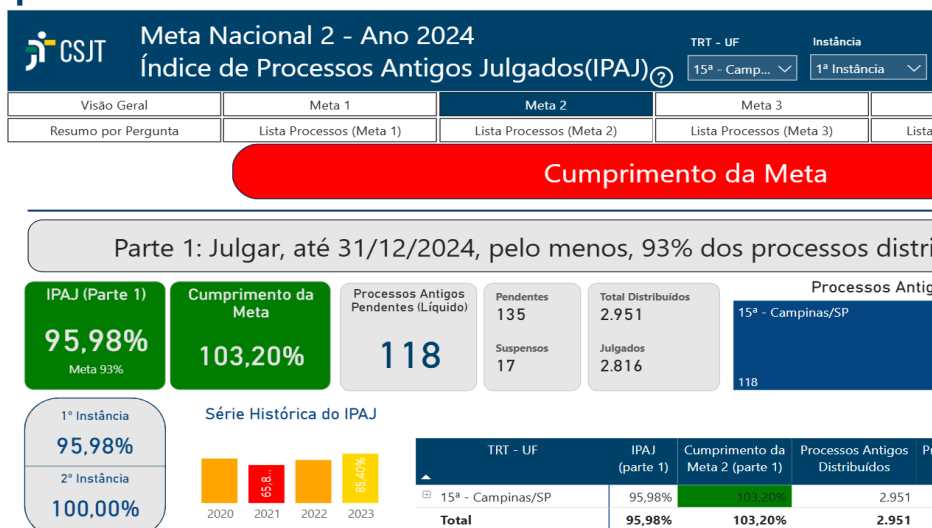 CSJT
Meta Nacional 2 - Ano 2024
Índice de Processos Antigos Julgados(IPAJ) ?
TRT - UF
Instância
15ª - Camp...
1ª Instância
Visão Geral
Meta 1
Meta 2
Meta 3
Resumo por Pergunta
Lista Processos (Meta 1)
Lista Processos (Meta 2)
Lista Processos (Meta 3)
Lista
Cumprimento da Meta
Parte 1: Julgar, até 31/12/2024, pelo menos, 93% dos processos distri
IPAJ (Parte 1)
95,98%
Meta 93%
Cumprimento da
Meta
103,20%
Processos Antigos
Pendentes (Líquido)
118
Pendentes
135
Suspensos
17
Total Distribuídos
2.951
Julgados
2.816
Processos Antig
15ª - Campinas/SP
118
1ª Instância
95,98%
2ª Instância
100,00%
Série Histórica do IPAJ
65,8...
85,40%
2020
2021
2022
2023
TRT - UF
IPAJ
(parte 1)
Cumprimento da
Meta 2 (parte 1)
Processos Antigos
Distribuídos
15ª - Campinas/SP
95,98%
103,20%
2.951
Total
95,98%
103,20%
2.951